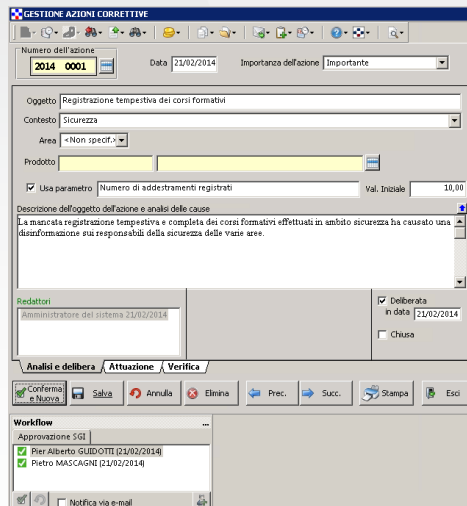 GESTIONE AZIONI CORRETTIVE
Numero dell'azione
2014 0001
Data 21/02/2014
Importanza dell'azione Importante
Oggetto Registrazione tempestiva dei corsi formativi
Contesto Sicurezza
Area <Non specif.>
Prodotto
Usa parametro Numero di addestramenti registrati Val. Iniziale 10,00
Descrizione dell'oggetto dell'azione e analisi delle cause
La mancata registrazione tempestiva e completa dei corsi formativi effettuati in ambito sicurezza ha causato una
disinformazione sui responsabili della sicurezza delle varie aree.
Redattori
Amministratore del sistema 21/02/2014
Deliberata
in data 21/02/2014
Chiusa
Analisi e delibera Attuazione Verifica
Conferma
e Nuova
Salva Annulla Elimina Prec. Succ. Stampa Esci
Workflow ...
Approvazione SGI
Pier Alberto GUIDOTTI (21/02/2014)
Pietro MASCAGNI (21/02/2014)
Notifica via e-mail